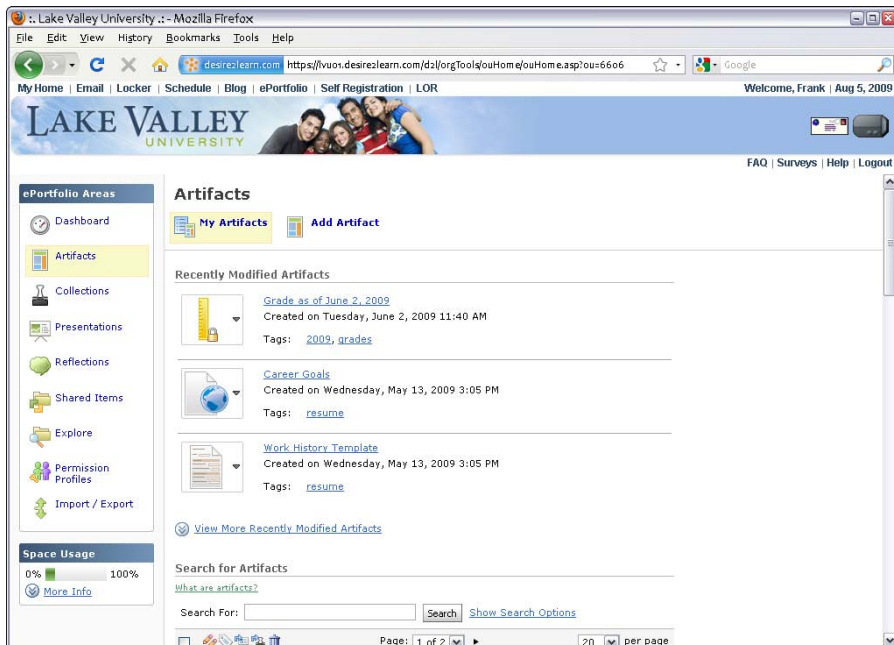 :. Lake Valley University .: - Mozilla Firefox
File Edit View History Bookmarks Tools Help
desire2learn.com https://lvuos.desire2learn.com/d2l/orgTools/ouHome/ouHome.asp?ou=6606 Google
My Home | Email | Locker | Schedule | Blog | ePortfolio | Self Registration | LOR Welcome, Frank | Aug 5, 2009
LAKE VALLEY
UNIVERSITY
FAQ | Surveys | Help | Logout
ePortfolio Areas
Dashboard
Artifacts
Collections
Presentations
Reflections
Shared Items
Explore
Permission
Profiles
Import / Export
Space Usage
0% 100%
More Info
Artifacts
My Artifacts Add Artifact
Recently Modified Artifacts
Grade as of June 2, 2009
Created on Tuesday, June 2, 2009 11:40 AM
Tags: 2009, grades
Career Goals
Created on Wednesday, May 13, 2009 3:05 PM
Tags: resume
Work History Template
Created on Wednesday, May 13, 2009 3:05 PM
Tags: resume
View More Recently Modified Artifacts
Search for Artifacts
What are artifacts?
Search For: Search Show Search Options
Page: 1 of 2 20 per page